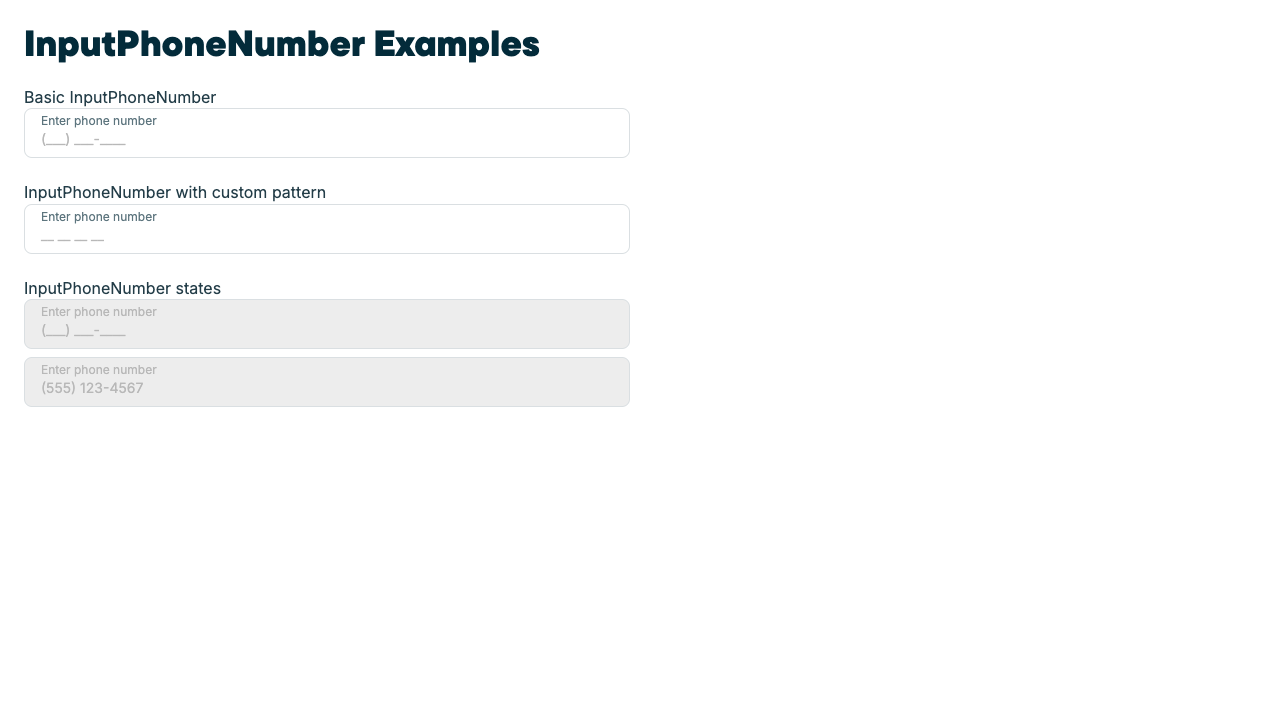 InputPhoneNumber Examples
Basic InputPhoneNumber
Enter phone number
(___) ___-____
InputPhoneNumber with custom pattern
Enter phone number
__ __ __ __
InputPhoneNumber states
Enter phone number
(___) ___-____
Enter phone number
(555) 123-4567